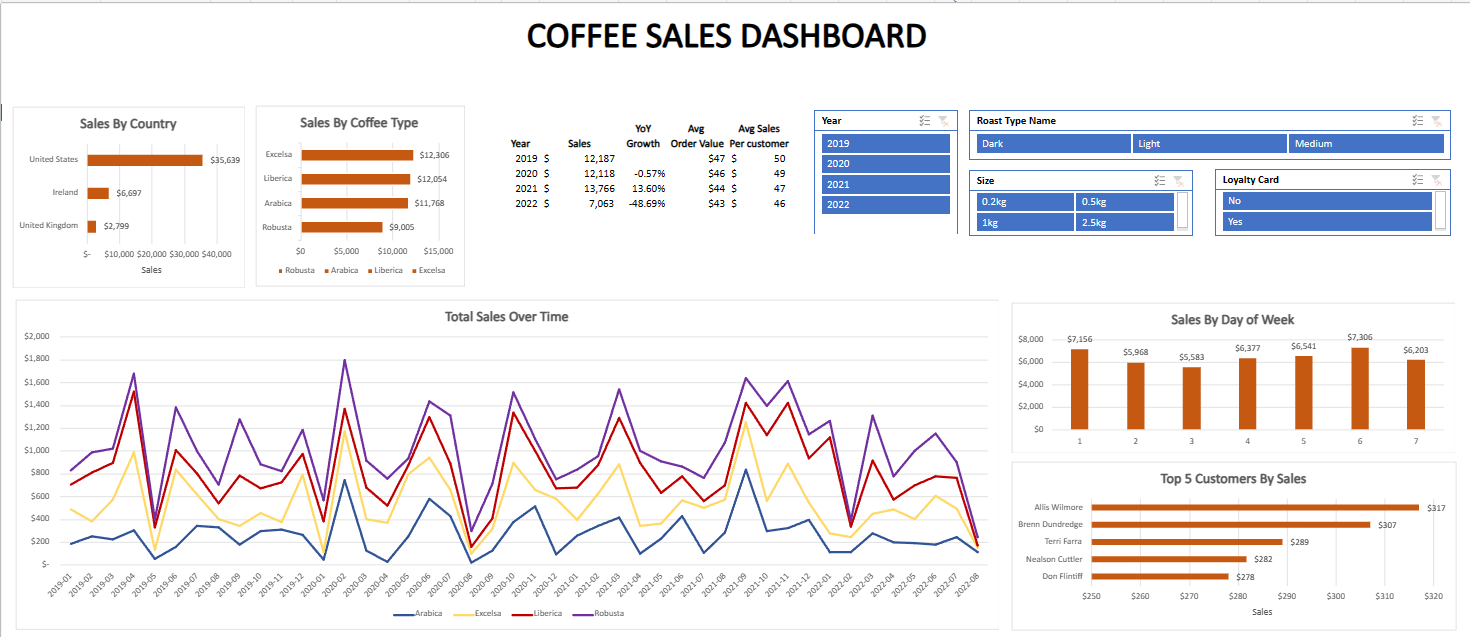 COFFEE SALES DASHBOARD
Sales By Country
United States $35,639
Ireland $6,697
United Kingdom $2,799
$- $10,000 $20,000 $30,000 $40,000
Sales
Sales By Coffee Type
Excelsa $12,306
Liberica $12,054
Arabica $11,768
Robusta $9,005
$0 $5,000 $10,000 $15,000
Robusta Arabica Liberica Excelsa
YoY Avg Avg Sales
Year Sales Growth Order Value Per customer
2019 $ 12,187 $47 $ 50
2020 $ 12,118 -0.57% $46 $ 49
2021 $ 13,766 13.60% $44 $ 47
2022 $ 7,063 -48.69% $43 $ 46
Year
2019
2020
2021
2022
Roast Type Name
Dark Light Medium
Size
0.2kg 0.5kg
1kg 2.5kg
Loyalty Card
No
Yes
Total Sales Over Time
$2,000
$1,800
$1,600
$1,400
$1,200
$1,000
$800
$600
$400
$200
$-
2019-01 2019-02 2019-03 2019-04 2019-05 2019-06 2019-07 2019-08 2019-09 2019-10 2019-11 2019-12 2020-01 2020-02 2020-03 2020-04 2020-05 2020-06 2020-07 2020-08 2020-09 2020-10 2020-11 2020-12 2021-01 2021-02 2021-03 2021-04 2021-05 2021-06 2021-07 2021-08 2021-09 2021-10 2021-11 2021-12 2022-01 2022-02 2022-03 2022-04 2022-05 2022-06 2022-07 2022-08
Arabica Excelsa Liberica Robusta
Sales By Day of Week
$8,000
$6,000
$4,000
$2,000
$0
$7,156 $5,968 $5,583 $6,377 $6,541 $7,306 $6,203
1 2 3 4 5 6 7
Top 5 Customers By Sales
Allis Wilmore $317
Brenn Dundredge $307
Terri Farra $289
Nealson Cuttler $282
Don Flintiff $278
$250 $260 $270 $280 $290 $300 $310 $320
Sales